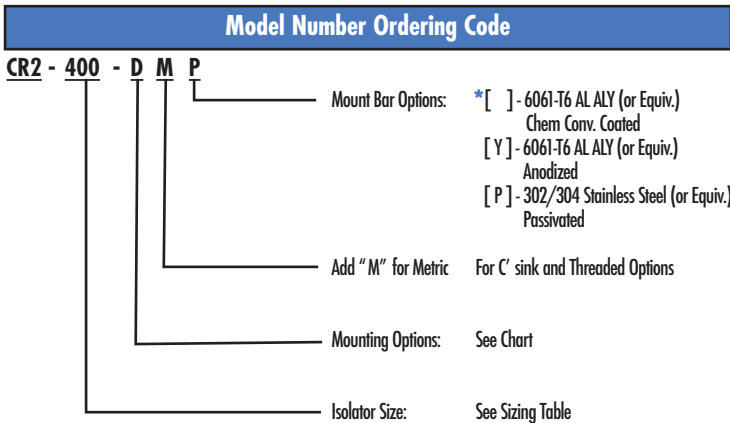 Model Number Ordering Code
CR2 - 400 - D M P
Mount Bar Options: *[ ] - 6061-T6 AL ALY (or Equiv.)
Chem Conv. Coated
[ Y ] - 6061-T6 AL ALY (or Equiv.)
Anodized
[ P ] - 302/304 Stainless Steel (or Equiv.)
Passivated
Add "M" for Metric For C' sink and Threaded Options
Mounting Options: See Chart
Isolator Size: See Sizing Table